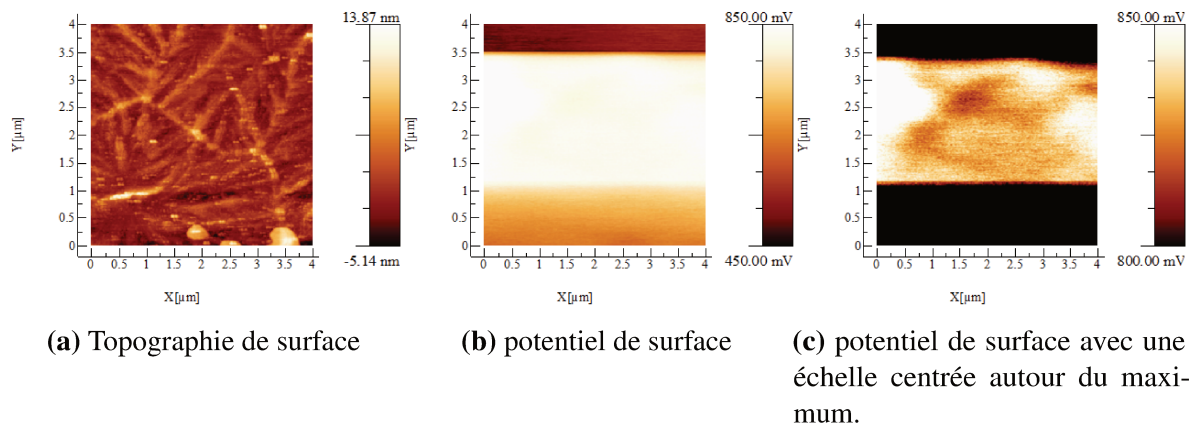 13.87 nm
4
3.5
3
2.5
2
1.5
1
0.5
0
Y[µm]
0 0.5 1 1.5 2 2.5 3 3.5 4
X[µm]
-5.14 nm
850.00 mV
4
3.5
3
2.5
2
1.5
1
0.5
0
Y[µm]
0 0.5 1 1.5 2 2.5 3 3.5 4
X[µm]
450.00 mV
850.00 mV
4
3.5
3
2.5
2
1.5
1
0.5
0
Y[µm]
0 0.5 1 1.5 2 2.5 3 3.5 4
X[µm]
800.00 mV
(a) Topographie de surface
(b) potentiel de surface
(c) potentiel de surface avec une
échelle centrée autour du maxi-
mum.